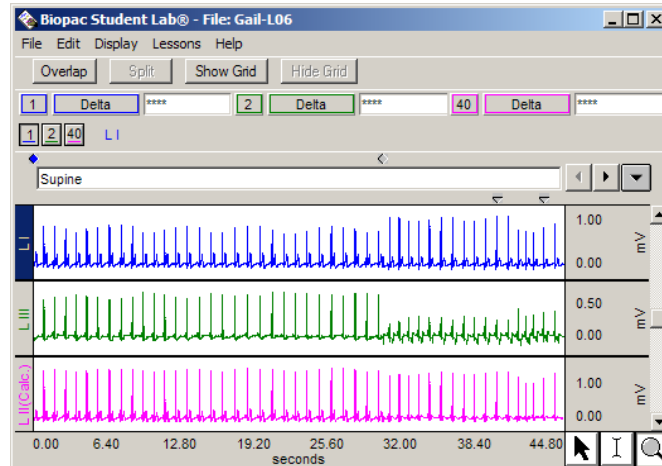 Biopac Student Lab® - File: Gail-L06
File Edit Display Lessons Help
Overlap Split Show Grid Hide Grid
1 Delta **** 2 Delta **** 40 Delta ****
1 2 40 L I
Supine
L I
1.00
0.00
mV
L III
0.50
0.00
mV
L II(Calc.)
1.00
0.00
mV
0.00 6.40 12.80 19.20 25.60 32.00 38.40 44.80
seconds